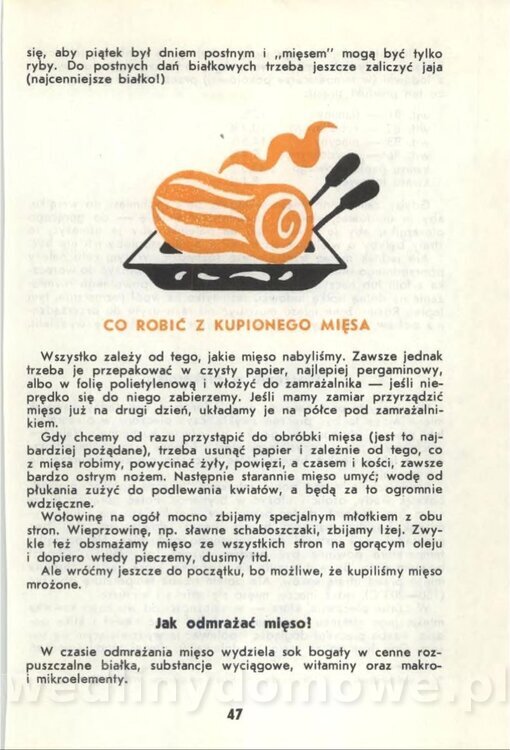 się, aby piątek był dniem postnym i „mięsem” mogą być tylko
ryby. Do postnych dań białkowych trzeba jeszcze zaliczyć jaja
(najcenniejsze białko!)
CO ROBIĆ Z KUPIONEGO MIĘSA
Wszystko zależy od tego, jakie mięso nabyliśmy. Zawsze jednak
trzeba je przepakować w czysty papier, najlepiej pergaminowy,
albo w folię polietylenową i włożyć do zamrażalnika — jeśli nie-
prędko się do niego zabierzemy. Jeśli mamy zamiar przyrządzić
mięso już na drugi dzień, układamy je na półce pod zamrażalni-
kiem.
Gdy chcemy od razu przystąpić do obróbki mięsa (jest to naj-
bardziej pożądane), trzeba usunąć papier i zależnie od tego, co
z mięsa robimy, powycinać żyły, powięzi, a czasem i kości, zawsze
bardzo ostrym nożem. Następnie starannie mięso umyć; wodę od
płukania zużyć do podlewania kwiatów, a będą za to ogromnie
wdzięczne.
Wołowinę na ogół mocno zbijamy specjalnym młotkiem z obu
stron. Wieprzowinę, np. sławne schaboszczaki, zbijamy lżej. Zwy-
kle też obsmażamy mięso ze wszystkich stron na gorącym oleju
i dopiero wtedy pieczemy, dusimy itd.
Ale wróćmy jeszcze do początku, bo możliwe, że kupiliśmy mięso
mrożone.
Jak odmrażać mięso!
W czasie odmrażania mięso wydziela sok bogaty w cenne roz-
puszczalne białka, substancje wyciągowe, witaminy oraz makro-
i mikroelementy.
wedlinydomowe.pl
47